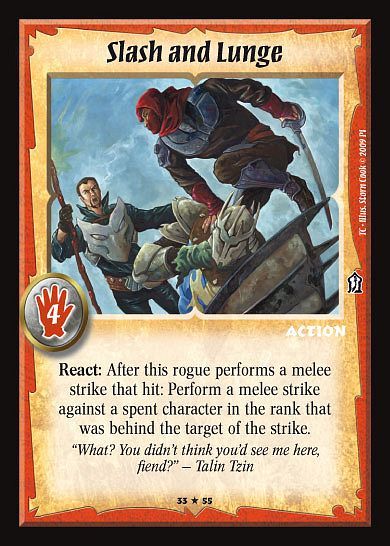 Slash and Lunge
TC - Illus. Storn Cook © 2009 PI
4
ACTION
React: After this rogue performs a melee
strike that hit: Perform a melee strike
against a spent character in the rank that
was behind the target of the strike.
"What? You didn't think you'd see me here,
fiend?" – Talin Tzin
33 ★ 55